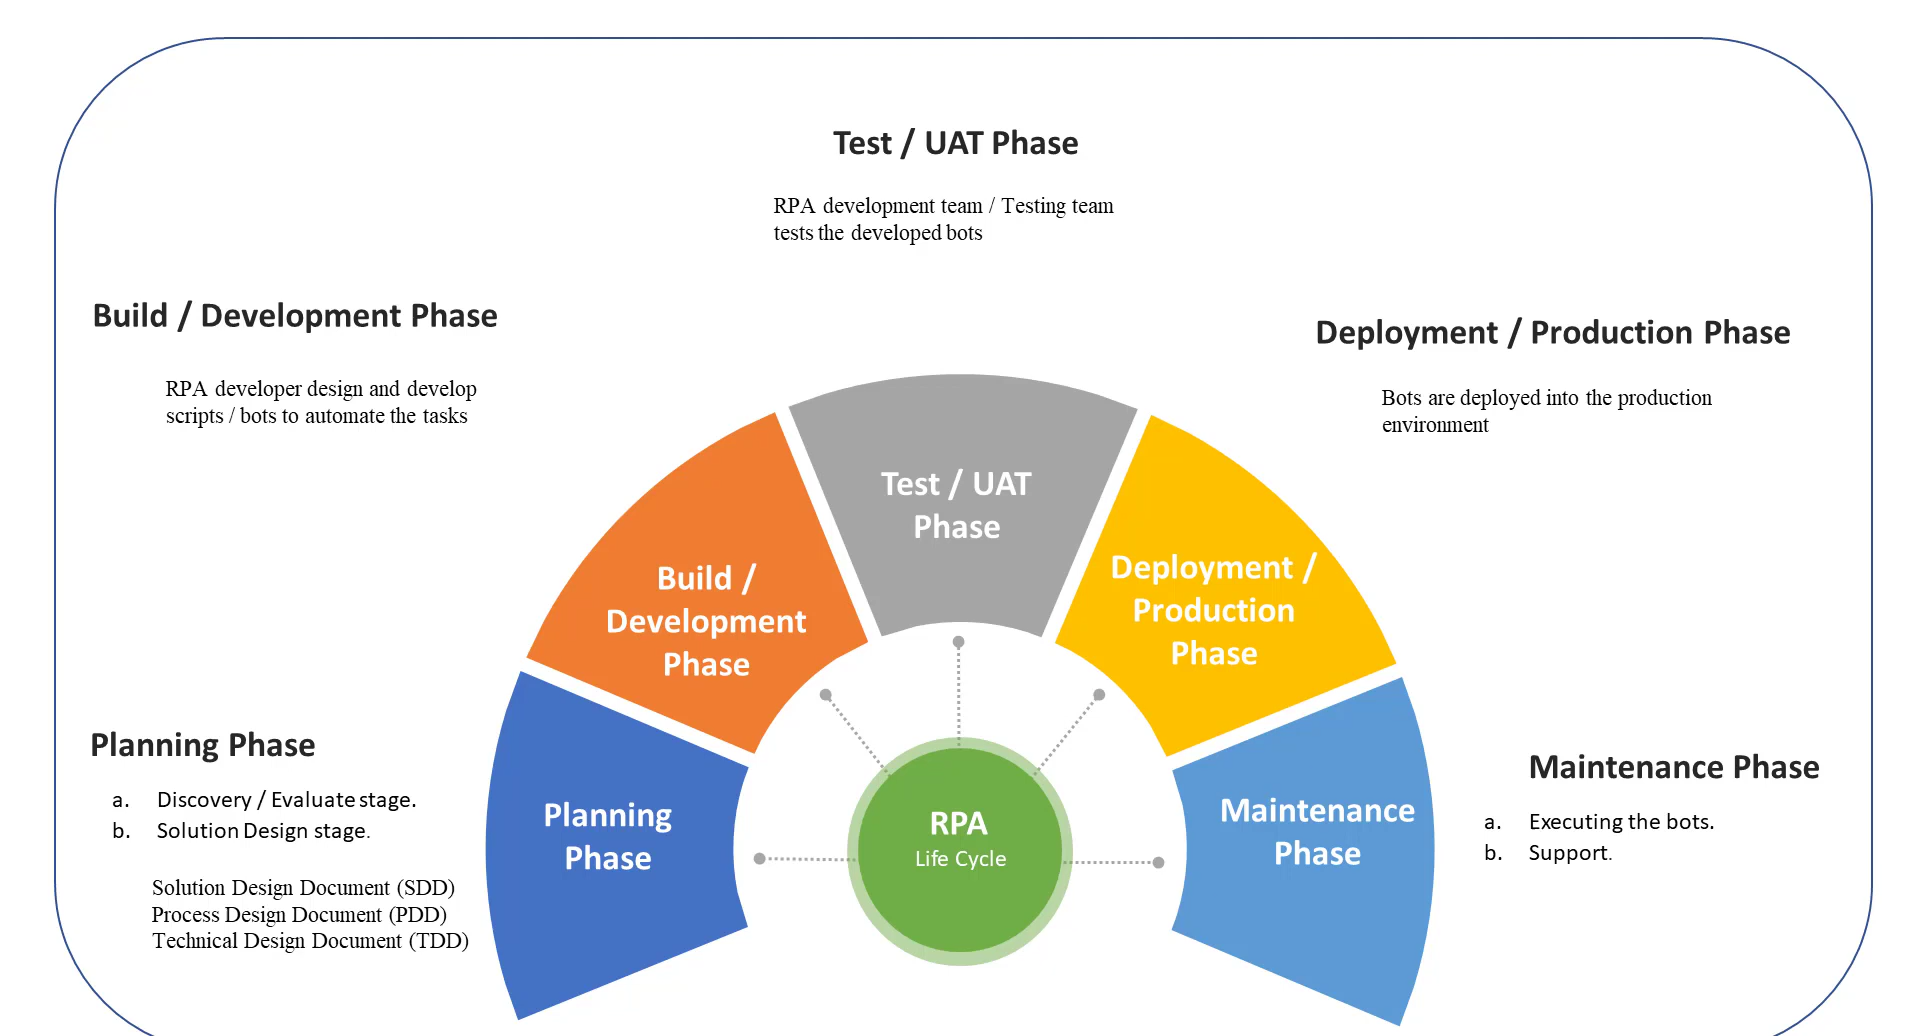 Test / UAT Phase
RPA development team / Testing team
tests the developed bots
Build / Development Phase
RPA developer design and develop
scripts / bots to automate the tasks
Deployment / Production Phase
Bots are deployed into the production
environment
Test / UAT
Phase
Build /
Development
Phase
Deployment /
Production
Phase
Planning Phase
a. Discovery / Evaluate stage.
b. Solution Design stage.
Solution Design Document (SDD)
Process Design Document (PDD)
Technical Design Document (TDD)
Planning
Phase
RPA
Life Cycle
Maintenance
Phase
Maintenance Phase
a. Executing the bots.
b. Support.